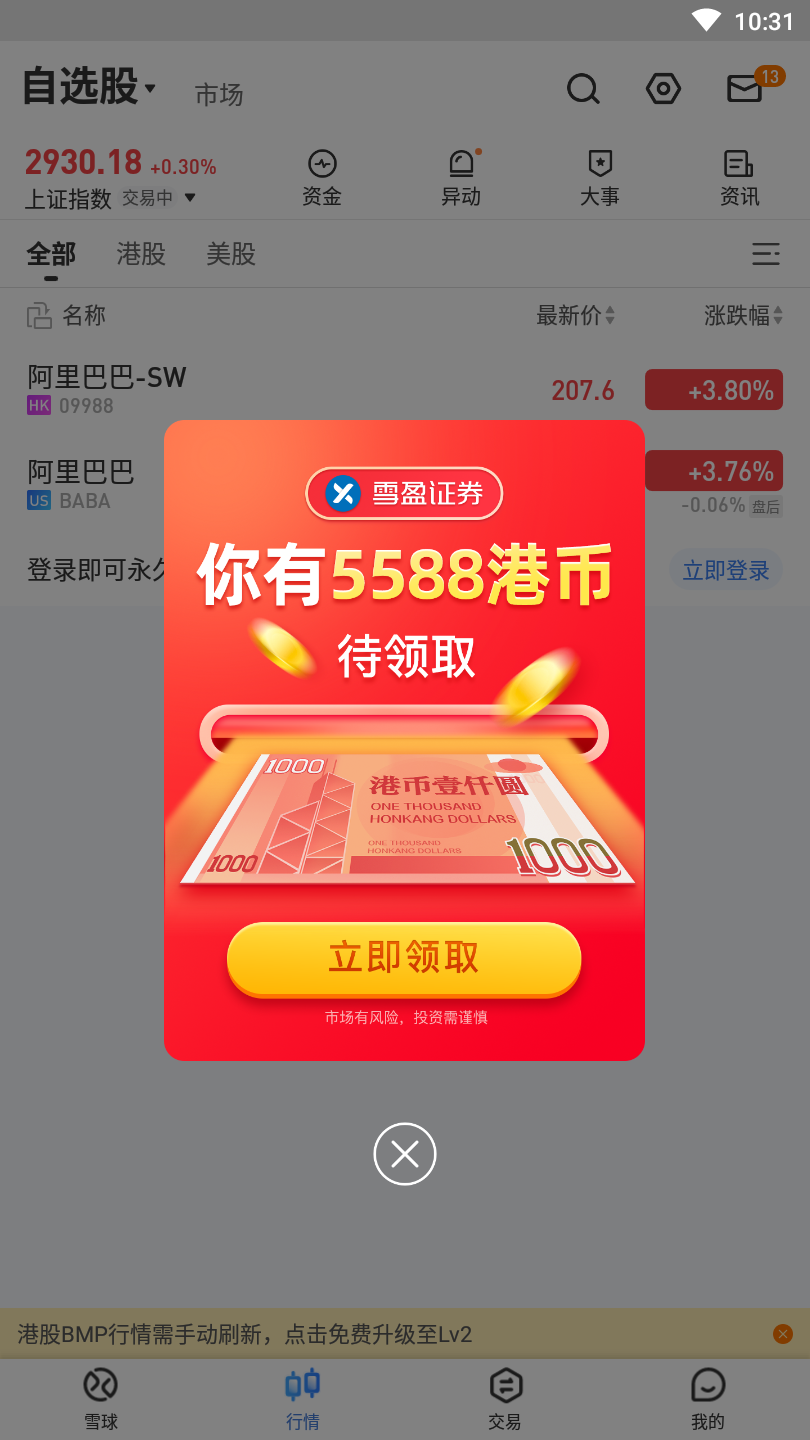 10:31
自选股
市场
13
2930.18 +0.30%
上证指数 交易中
资金
异动
大事
资讯
全部
港股
美股
名称
最新价
涨跌幅
阿里巴巴-SW
HK 09988
207.6
+3.80%
阿里巴巴
US BABA
+3.76%
-0.06% 盘后
登录即可永久
立即登录
雪盈证券
你有5588港币
待领取
1000
港币壹仟圆
ONE THOUSAND
HONKANG DOLLARS
ONE THOUSAND
HONKANG DOLLARS
1000
1000
立即领取
市场有风险，投资需谨慎
港股BMP行情需手动刷新，点击免费升级至Lv2
雪球
行情
交易
我的